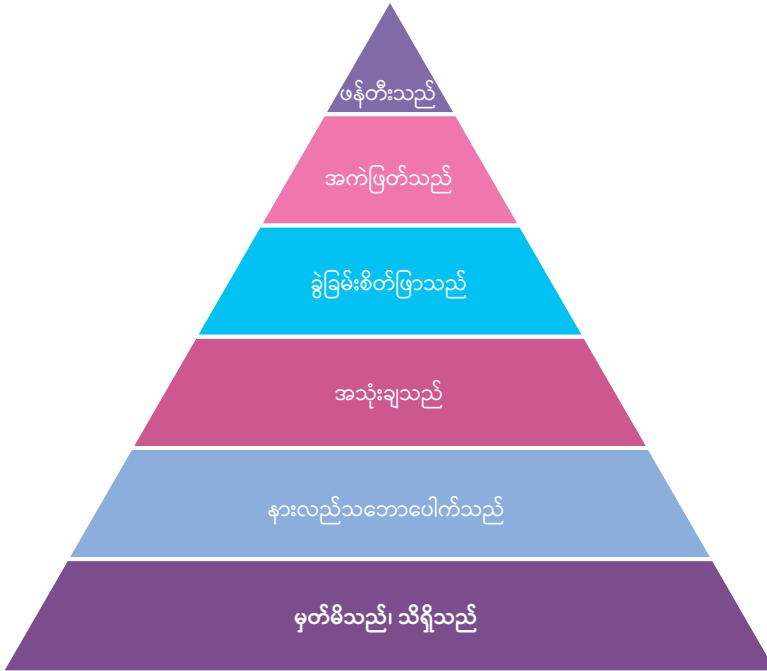 ဖန်တီးသည်
အကဲဖြတ်သည်
ခွဲခြမ်းစိတ်ဖြာသည်
အသုံးချသည်
နားလည်သဘောပေါက်သည်
မှတ်မိသည်၊ သိရှိသည်